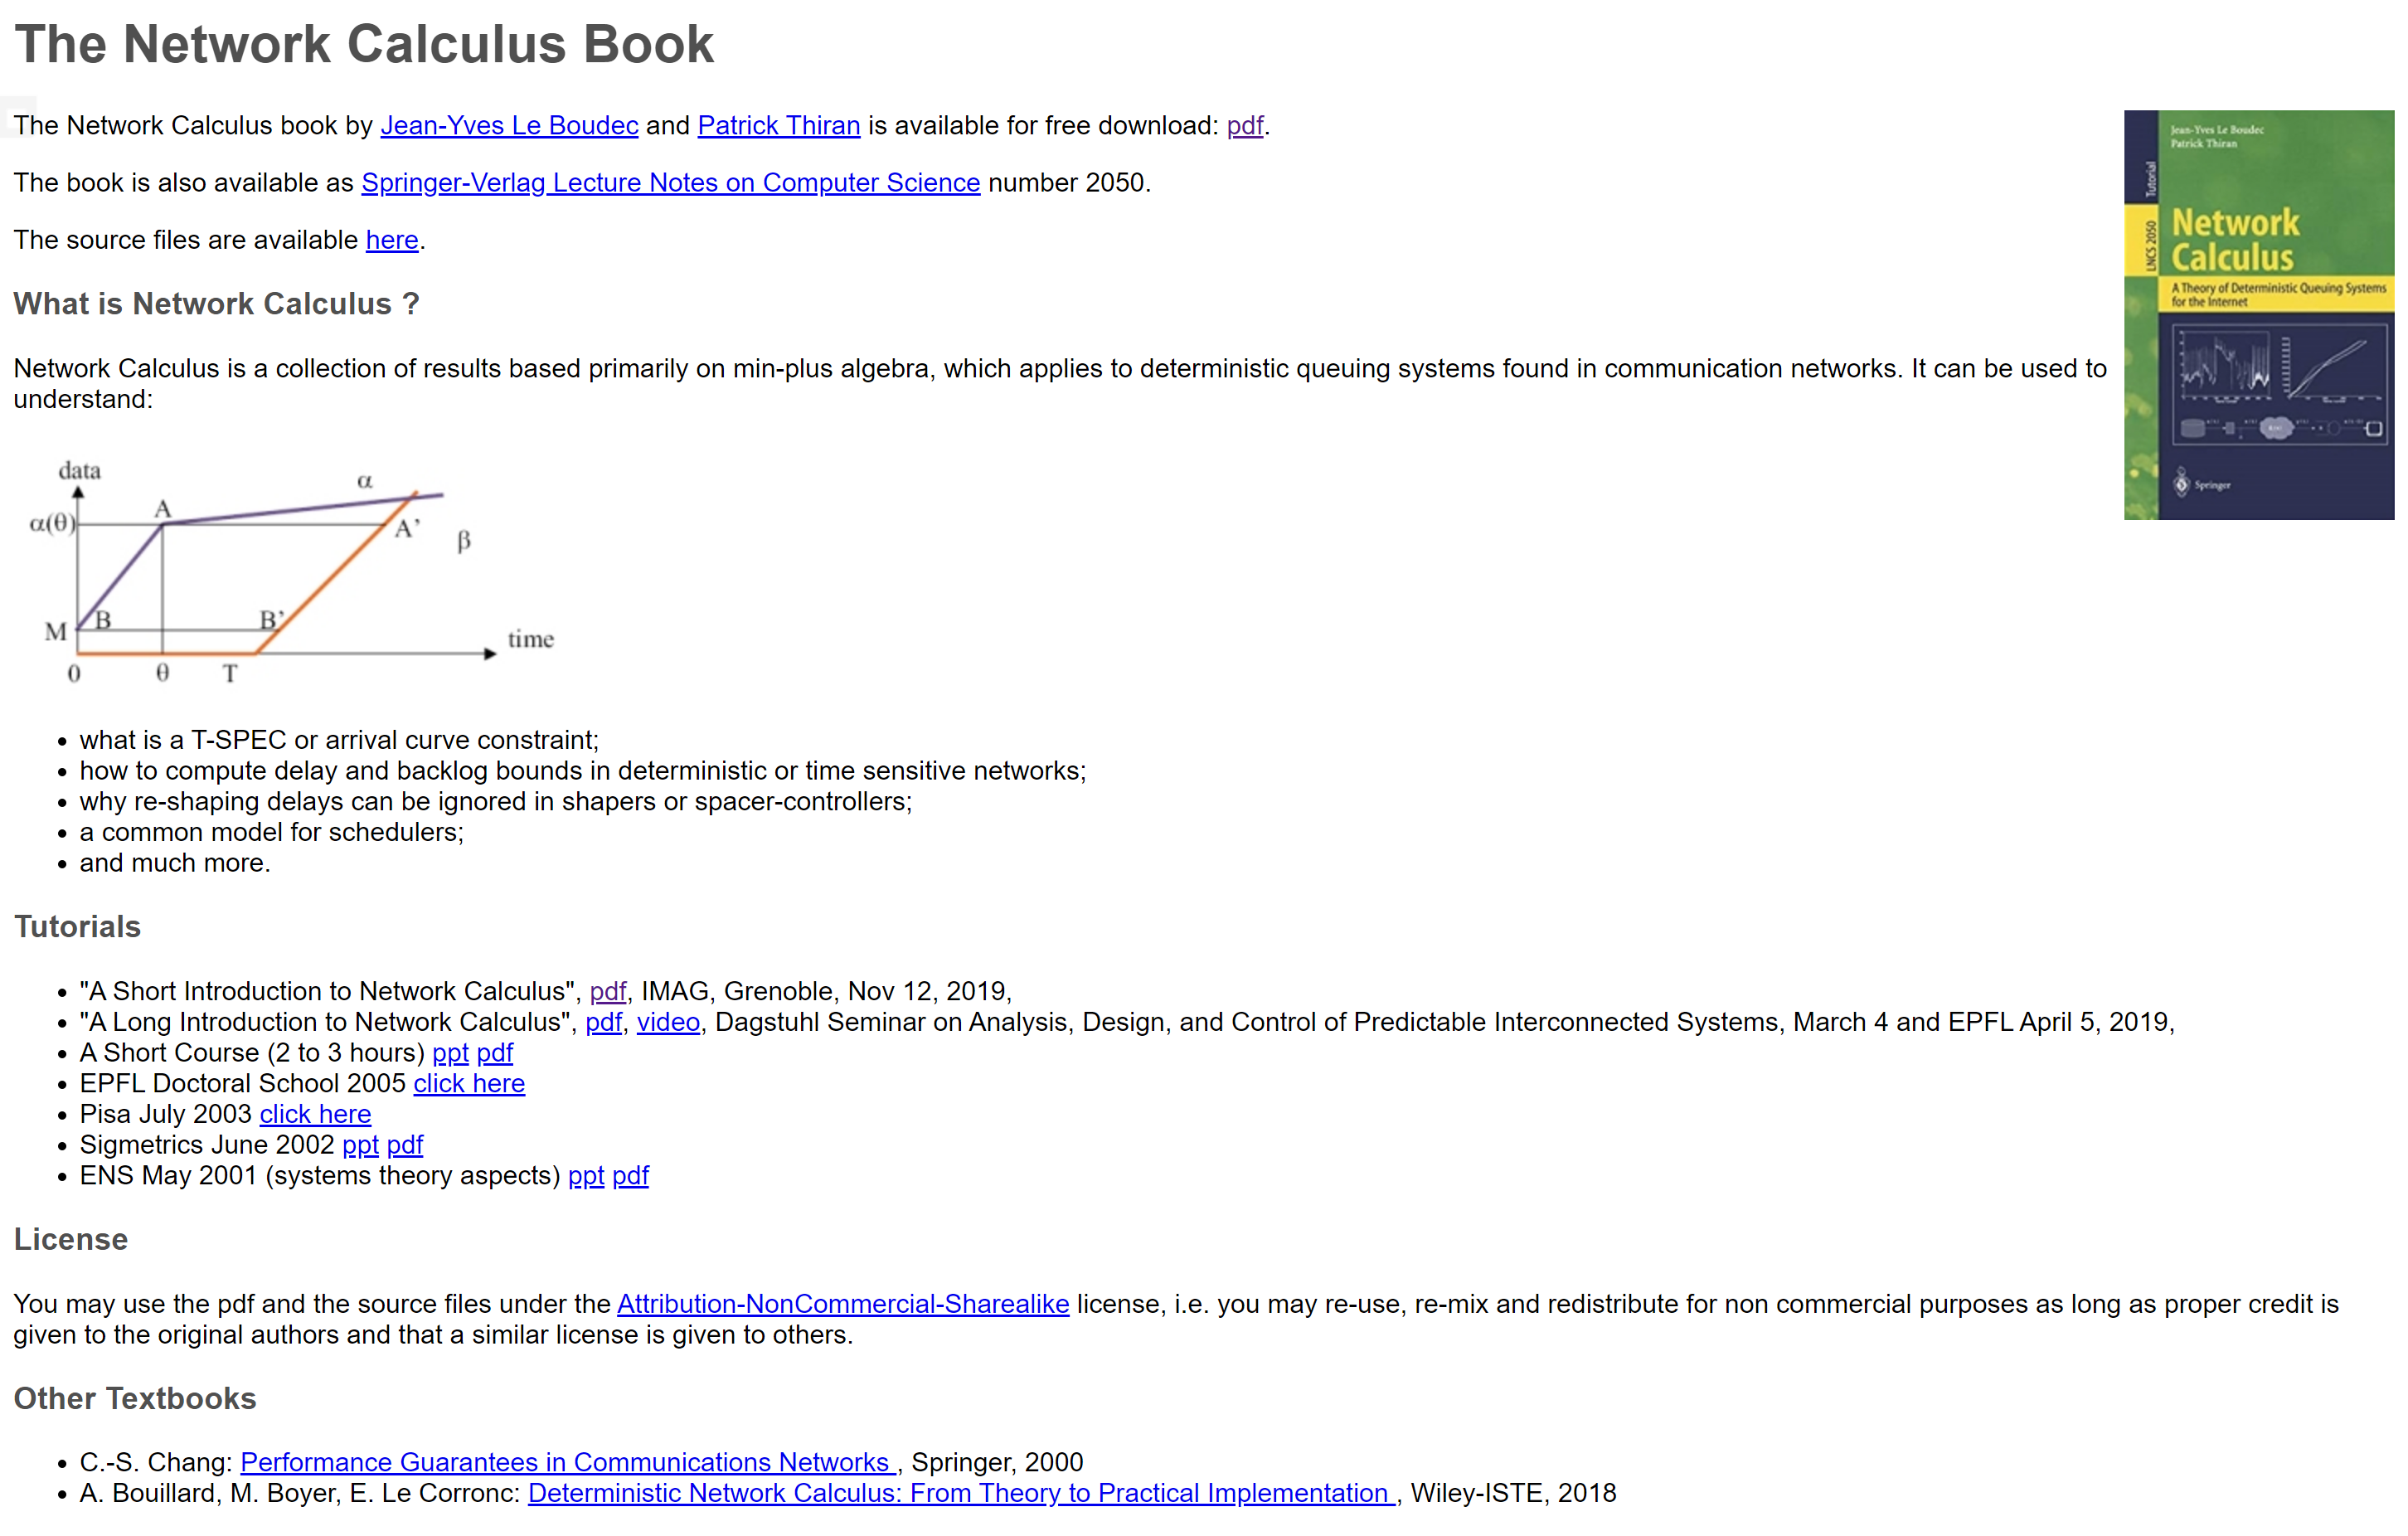 The Network Calculus Book
The Network Calculus book by Jean-Yves Le Boudec and Patrick Thiran is available for free download: pdf.
The book is also available as Springer-Verlag Lecture Notes on Computer Science number 2050.
The source files are available here.
Jean-Yves Le Boudec
Patrick Thiran
Tutorial
LNCS 2050
Network
Calculus
A Theory of Deterministic Queuing Systems
for the Internet
Springer
What is Network Calculus ?
Network Calculus is a collection of results based primarily on min-plus algebra, which applies to deterministic queuing systems found in communication networks. It can be used to
understand:
data
α
α(θ)
A
A'
β
M
B
B'
time
0 θ T
what is a T-SPEC or arrival curve constraint;
how to compute delay and backlog bounds in deterministic or time sensitive networks;
why re-shaping delays can be ignored in shapers or spacer-controllers;
a common model for schedulers;
and much more.
Tutorials
"A Short Introduction to Network Calculus", pdf, IMAG, Grenoble, Nov 12, 2019,
"A Long Introduction to Network Calculus", pdf, video, Dagstuhl Seminar on Analysis, Design, and Control of Predictable Interconnected Systems, March 4 and EPFL April 5, 2019,
A Short Course (2 to 3 hours) ppt pdf
EPFL Doctoral School 2005 click here
Pisa July 2003 click here
Sigmetrics June 2002 ppt pdf
ENS May 2001 (systems theory aspects) ppt pdf
License
You may use the pdf and the source files under the Attribution-NonCommercial-Sharealike license, i.e. you may re-use, re-mix and redistribute for non commercial purposes as long as proper credit is
given to the original authors and that a similar license is given to others.
Other Textbooks
C.-S. Chang: Performance Guarantees in Communications Networks , Springer, 2000
A. Bouillard, M. Boyer, E. Le Corronc: Deterministic Network Calculus: From Theory to Practical Implementation , Wiley-ISTE, 2018